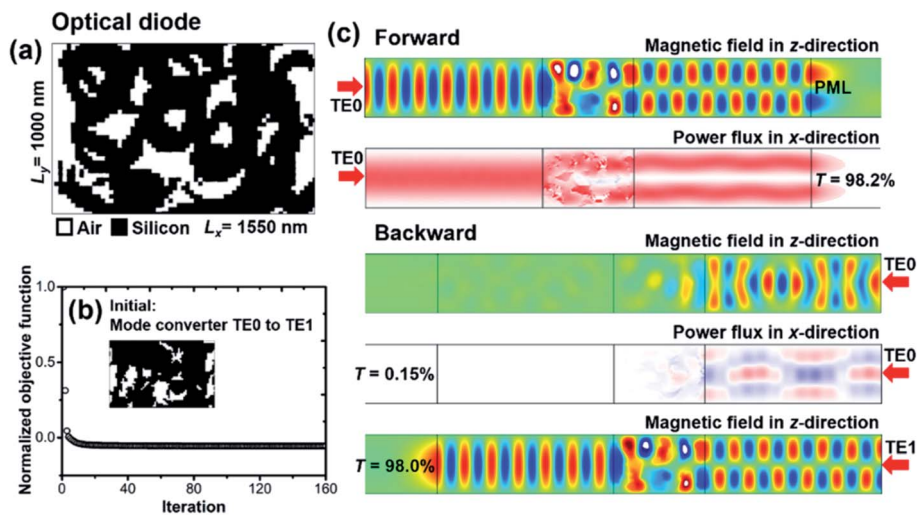 Optical diode
(a)
Ly= 1000 nm
Air Silicon Lx= 1550 nm
(b)
Initial:
Mode converter TE0 to TE1
Normalized objective function
1.0
0.5
0.0
0 40 80 120 160
Iteration
(c)
Forward
Magnetic field in z-direction
TE0
PML
Power flux in x-direction
TE0
T = 98.2%
Backward
Magnetic field in z-direction
TE0
Power flux in x-direction
TE0
T = 0.15%
Magnetic field in z-direction
TE1
T = 98.0%